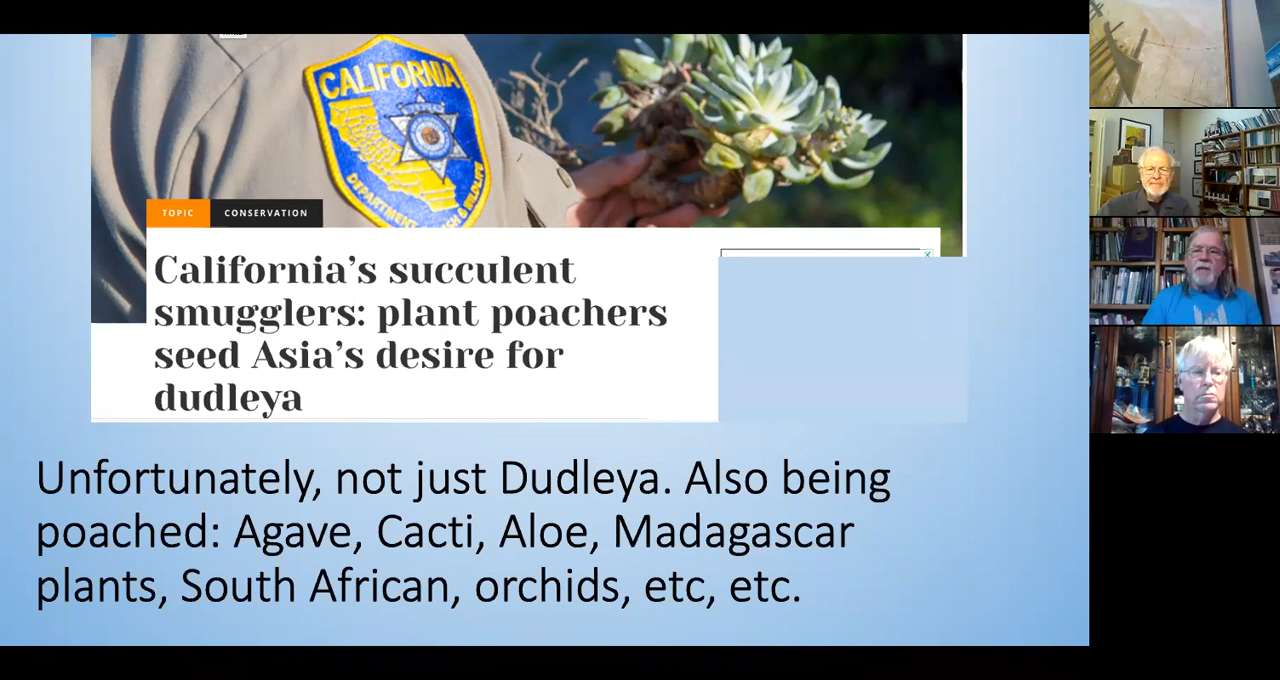 CALIFORNIA
DEPARTMENT
& WILDLIFE
TOPIC
CONSERVATION
California’s succulent
smugglers: plant poachers
seed Asia’s desire for
dudleya
Unfortunately, not just Dudleya. Also being
poached: Agave, Cacti, Aloe, Madagascar
plants, South African, orchids, etc, etc.